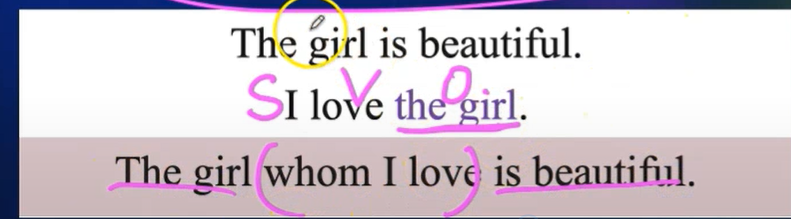 The girl is beautiful.
S V O
I love the girl.
The girl (whom I love) is beautiful.